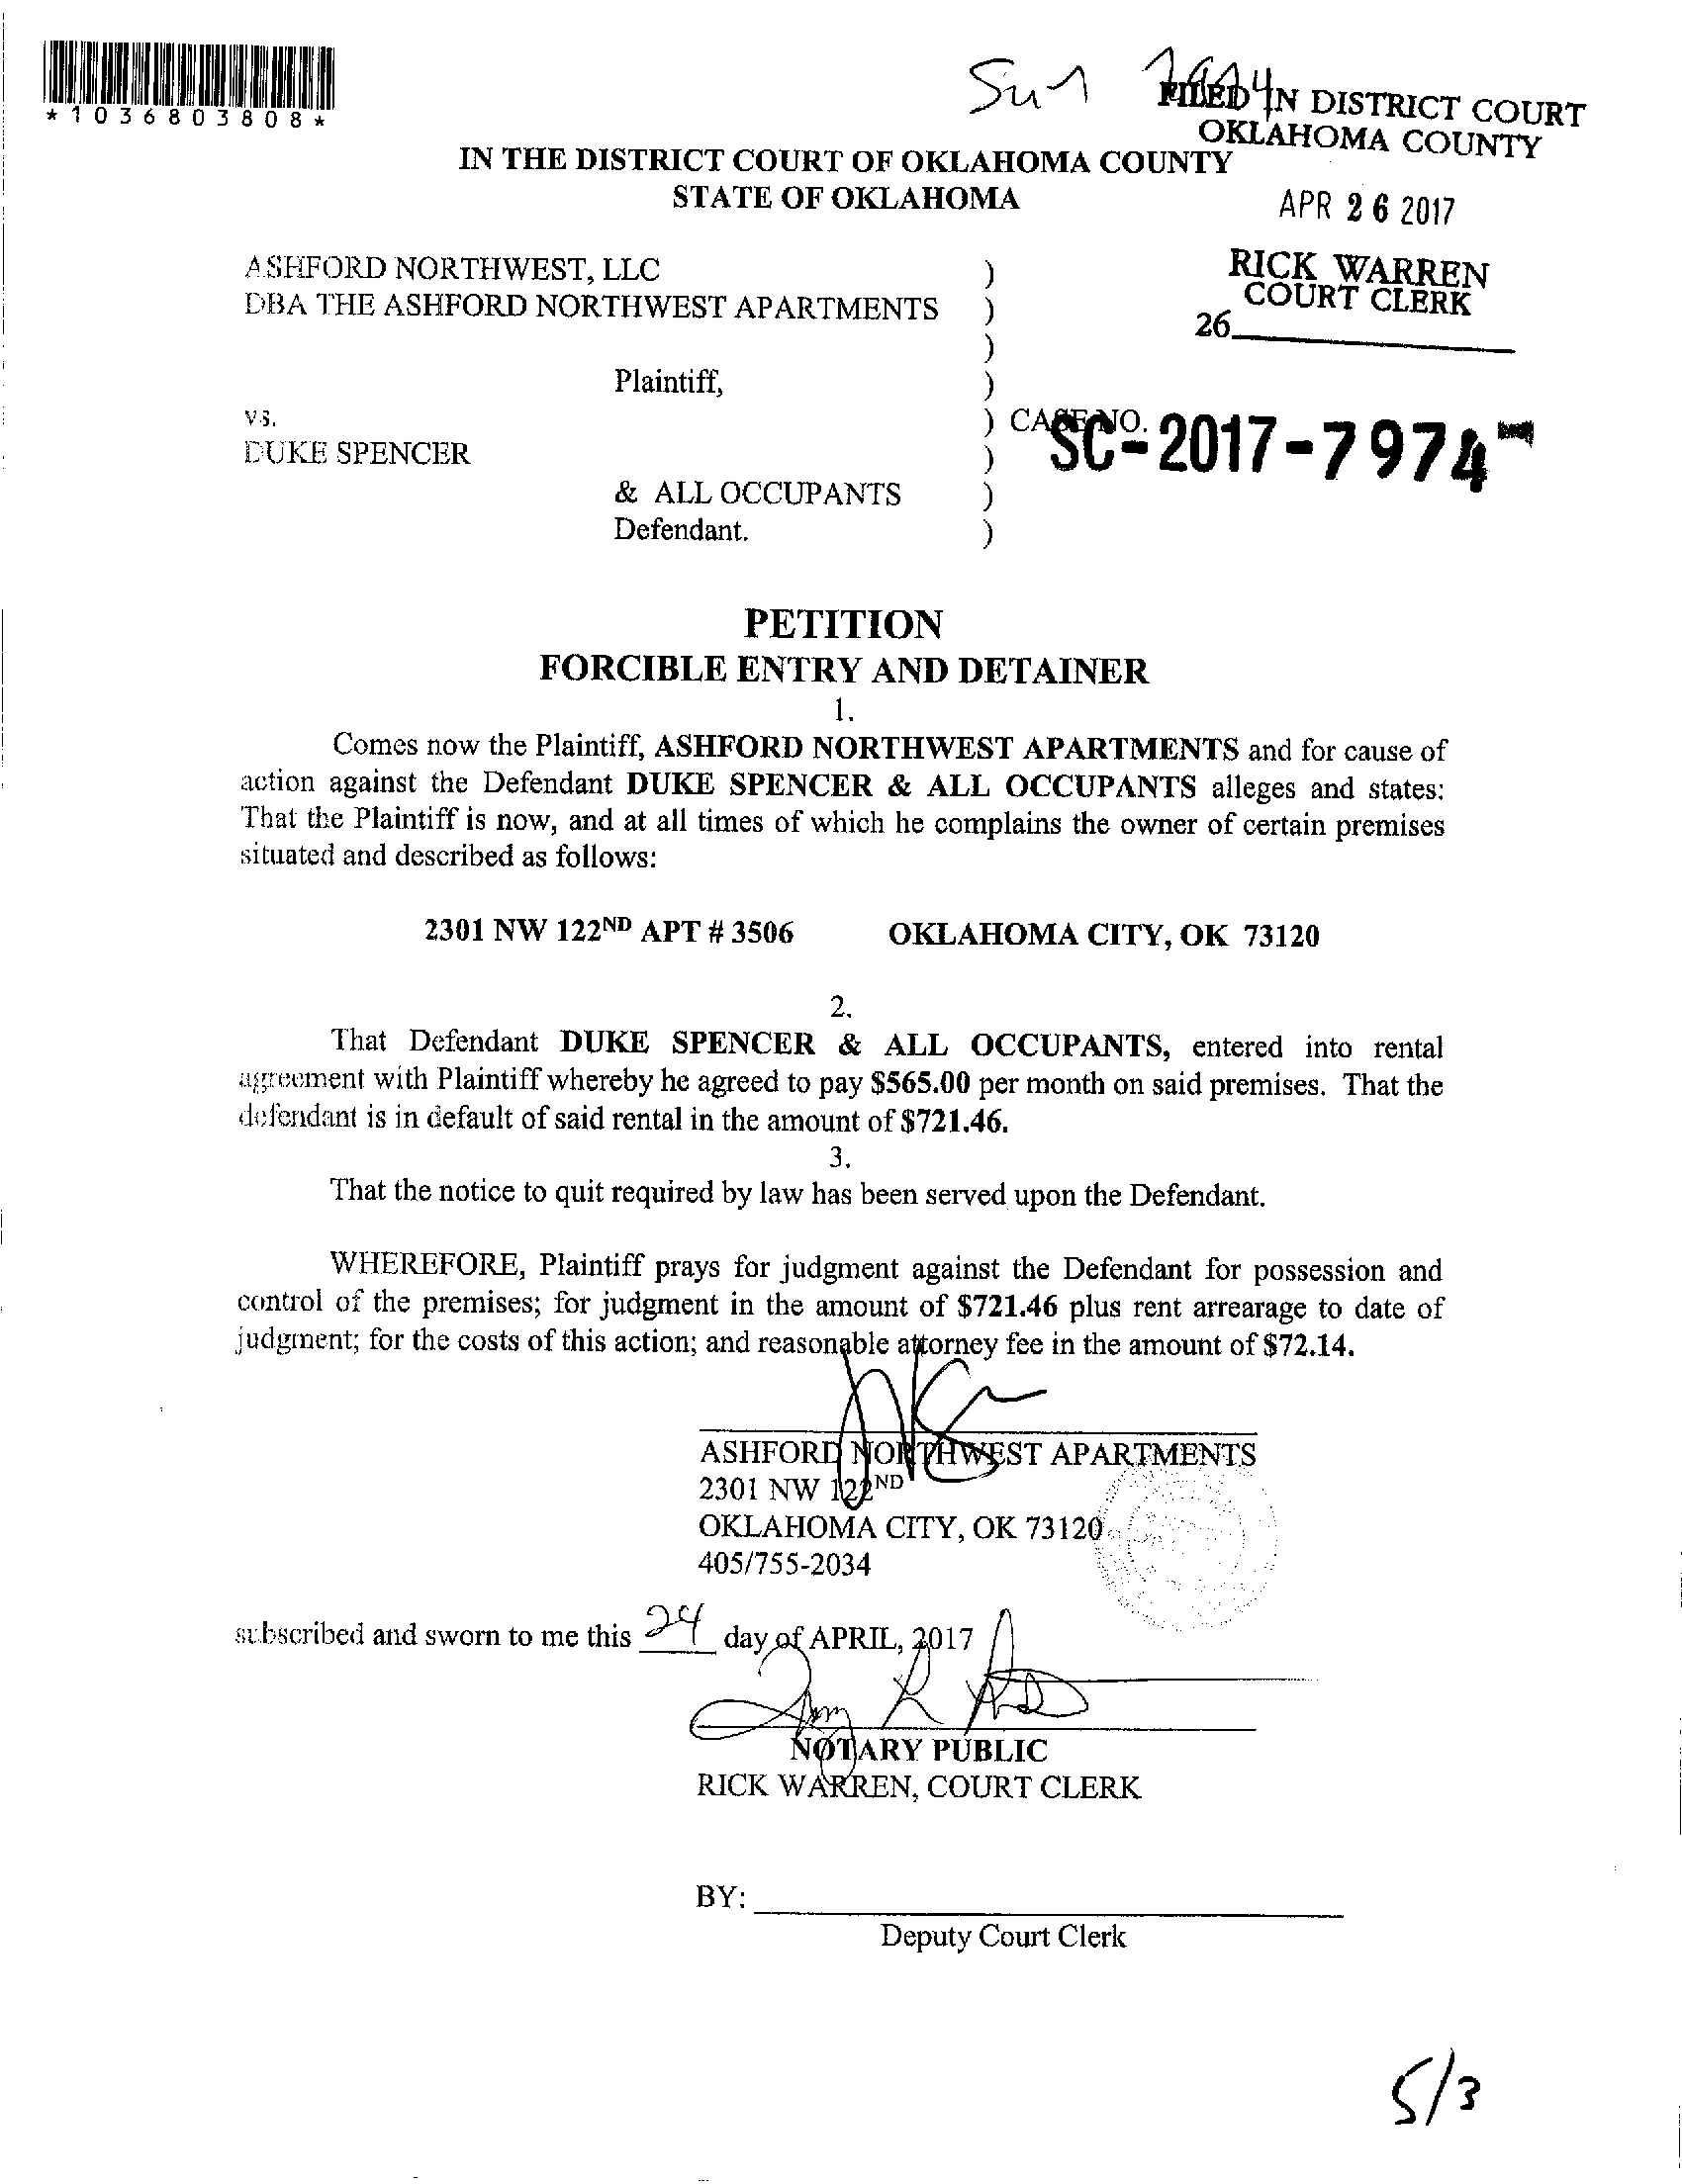 *1036803808*
FILED IN DISTRICT COURT
OKLAHOMA COUNTY
IN THE DISTRICT COURT OF OKLAHOMA COUNTY
STATE OF OKLAHOMA
APR 26 2017
RICK WARREN
COURT CLERK
26
ASHFORD NORTHWEST, LLC )
DBA THE ASHFORD NORTHWEST APARTMENTS )
)
Plaintiff, )
vs. ) CASE NO. SC-2017-7974
DUKE SPENCER )
& ALL OCCUPANTS )
Defendant. )
PETITION
FORCIBLE ENTRY AND DETAINER
1.
Comes now the Plaintiff, ASHFORD NORTHWEST APARTMENTS and for cause of
action against the Defendant DUKE SPENCER & ALL OCCUPANTS alleges and states:
That the Plaintiff is now, and at all times of which he complains the owner of certain premises
situated and described as follows:
2301 NW 122ND APT # 3506 OKLAHOMA CITY, OK 73120
2.
That Defendant DUKE SPENCER & ALL OCCUPANTS, entered into rental
agreement with Plaintiff whereby he agreed to pay $565.00 per month on said premises. That the
defendant is in default of said rental in the amount of $721.46.
3.
That the notice to quit required by law has been served upon the Defendant.
WHEREFORE, Plaintiff prays for judgment against the Defendant for possession and
control of the premises; for judgment in the amount of $721.46 plus rent arrearage to date of
judgment; for the costs of this action; and reasonable attorney fee in the amount of $72.14.
ASHFORD NORTHWEST APARTMENTS
2301 NW 122ND
OKLAHOMA CITY, OK 73120
405/755-2034
subscribed and sworn to me this 24 day of APRIL, 2017
NOTARY PUBLIC
RICK WARREN, COURT CLERK
BY:
Deputy Court Clerk
5/3